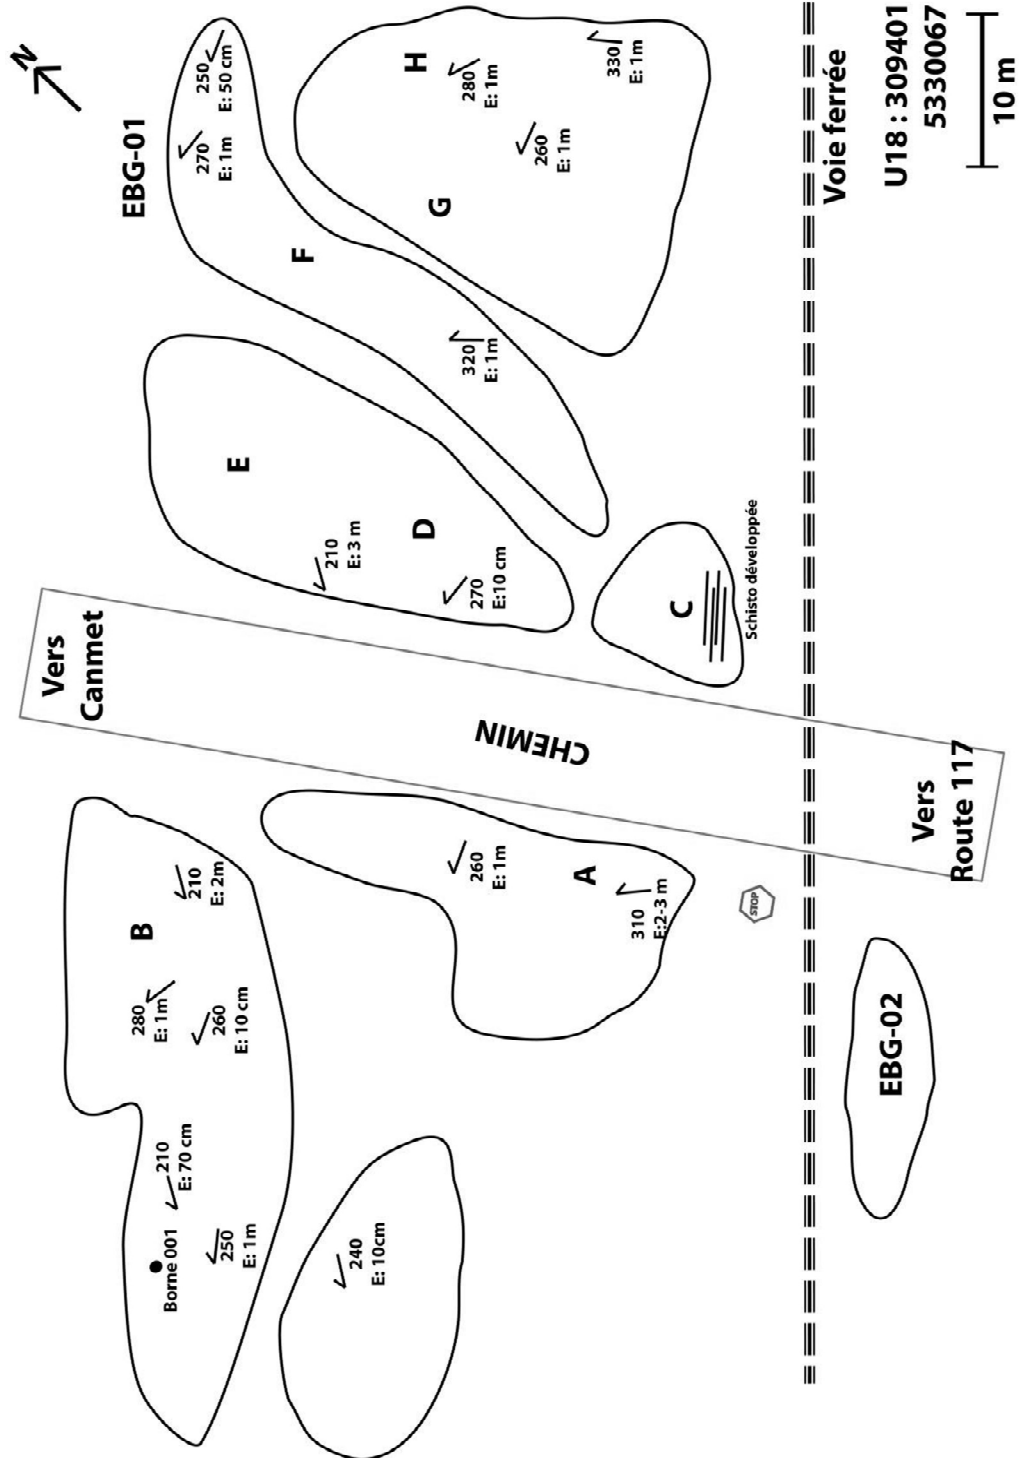 N
EBG-01
250
E: 50 cm
270
E: 1m
F
320
E: 1m
H
280
E: 1m
330
E: 1m
260
E: 1m
G
Voie ferrée
U18 : 309401
5330067
10 m
E
210
E: 3 m
D
270
E:10 cm
C
Schisto développée
Vers
Canmet
CHEMIN
Vers
Route 117
B
210
E: 2m
280
E: 1m
260
E: 10 cm
210
E: 70 cm
Borne 001
250
E: 1m
260
E: 1m
A
310
E:2-3 m
STOP
240
E: 10cm
EBG-02